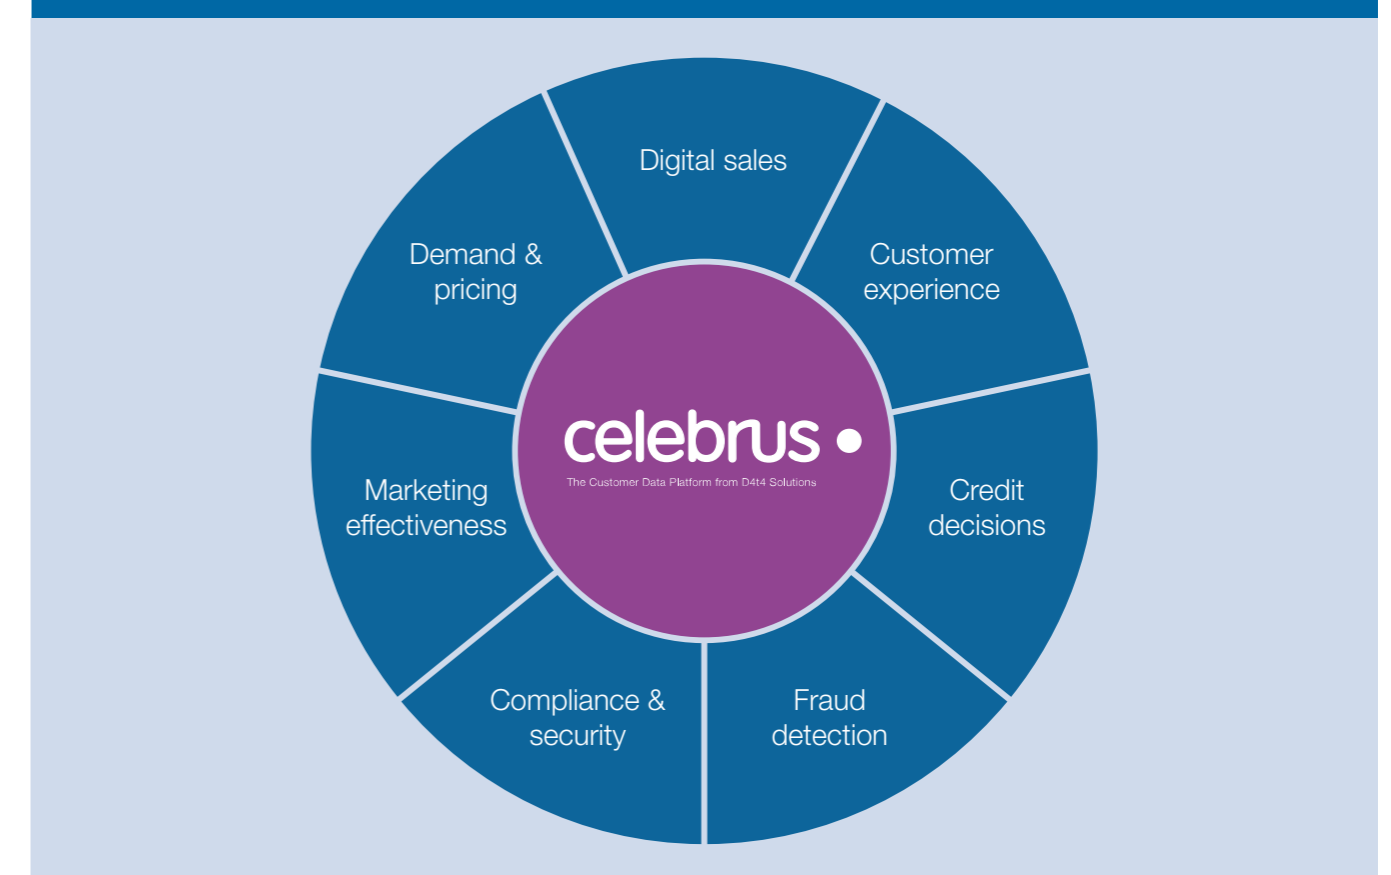 Digital sales
Customer
experience
Credit
decisions
Fraud
detection
Compliance &
security
Marketing
effectiveness
Demand &
pricing
celebrus
The Customer Data Platform from D4t4 Solutions